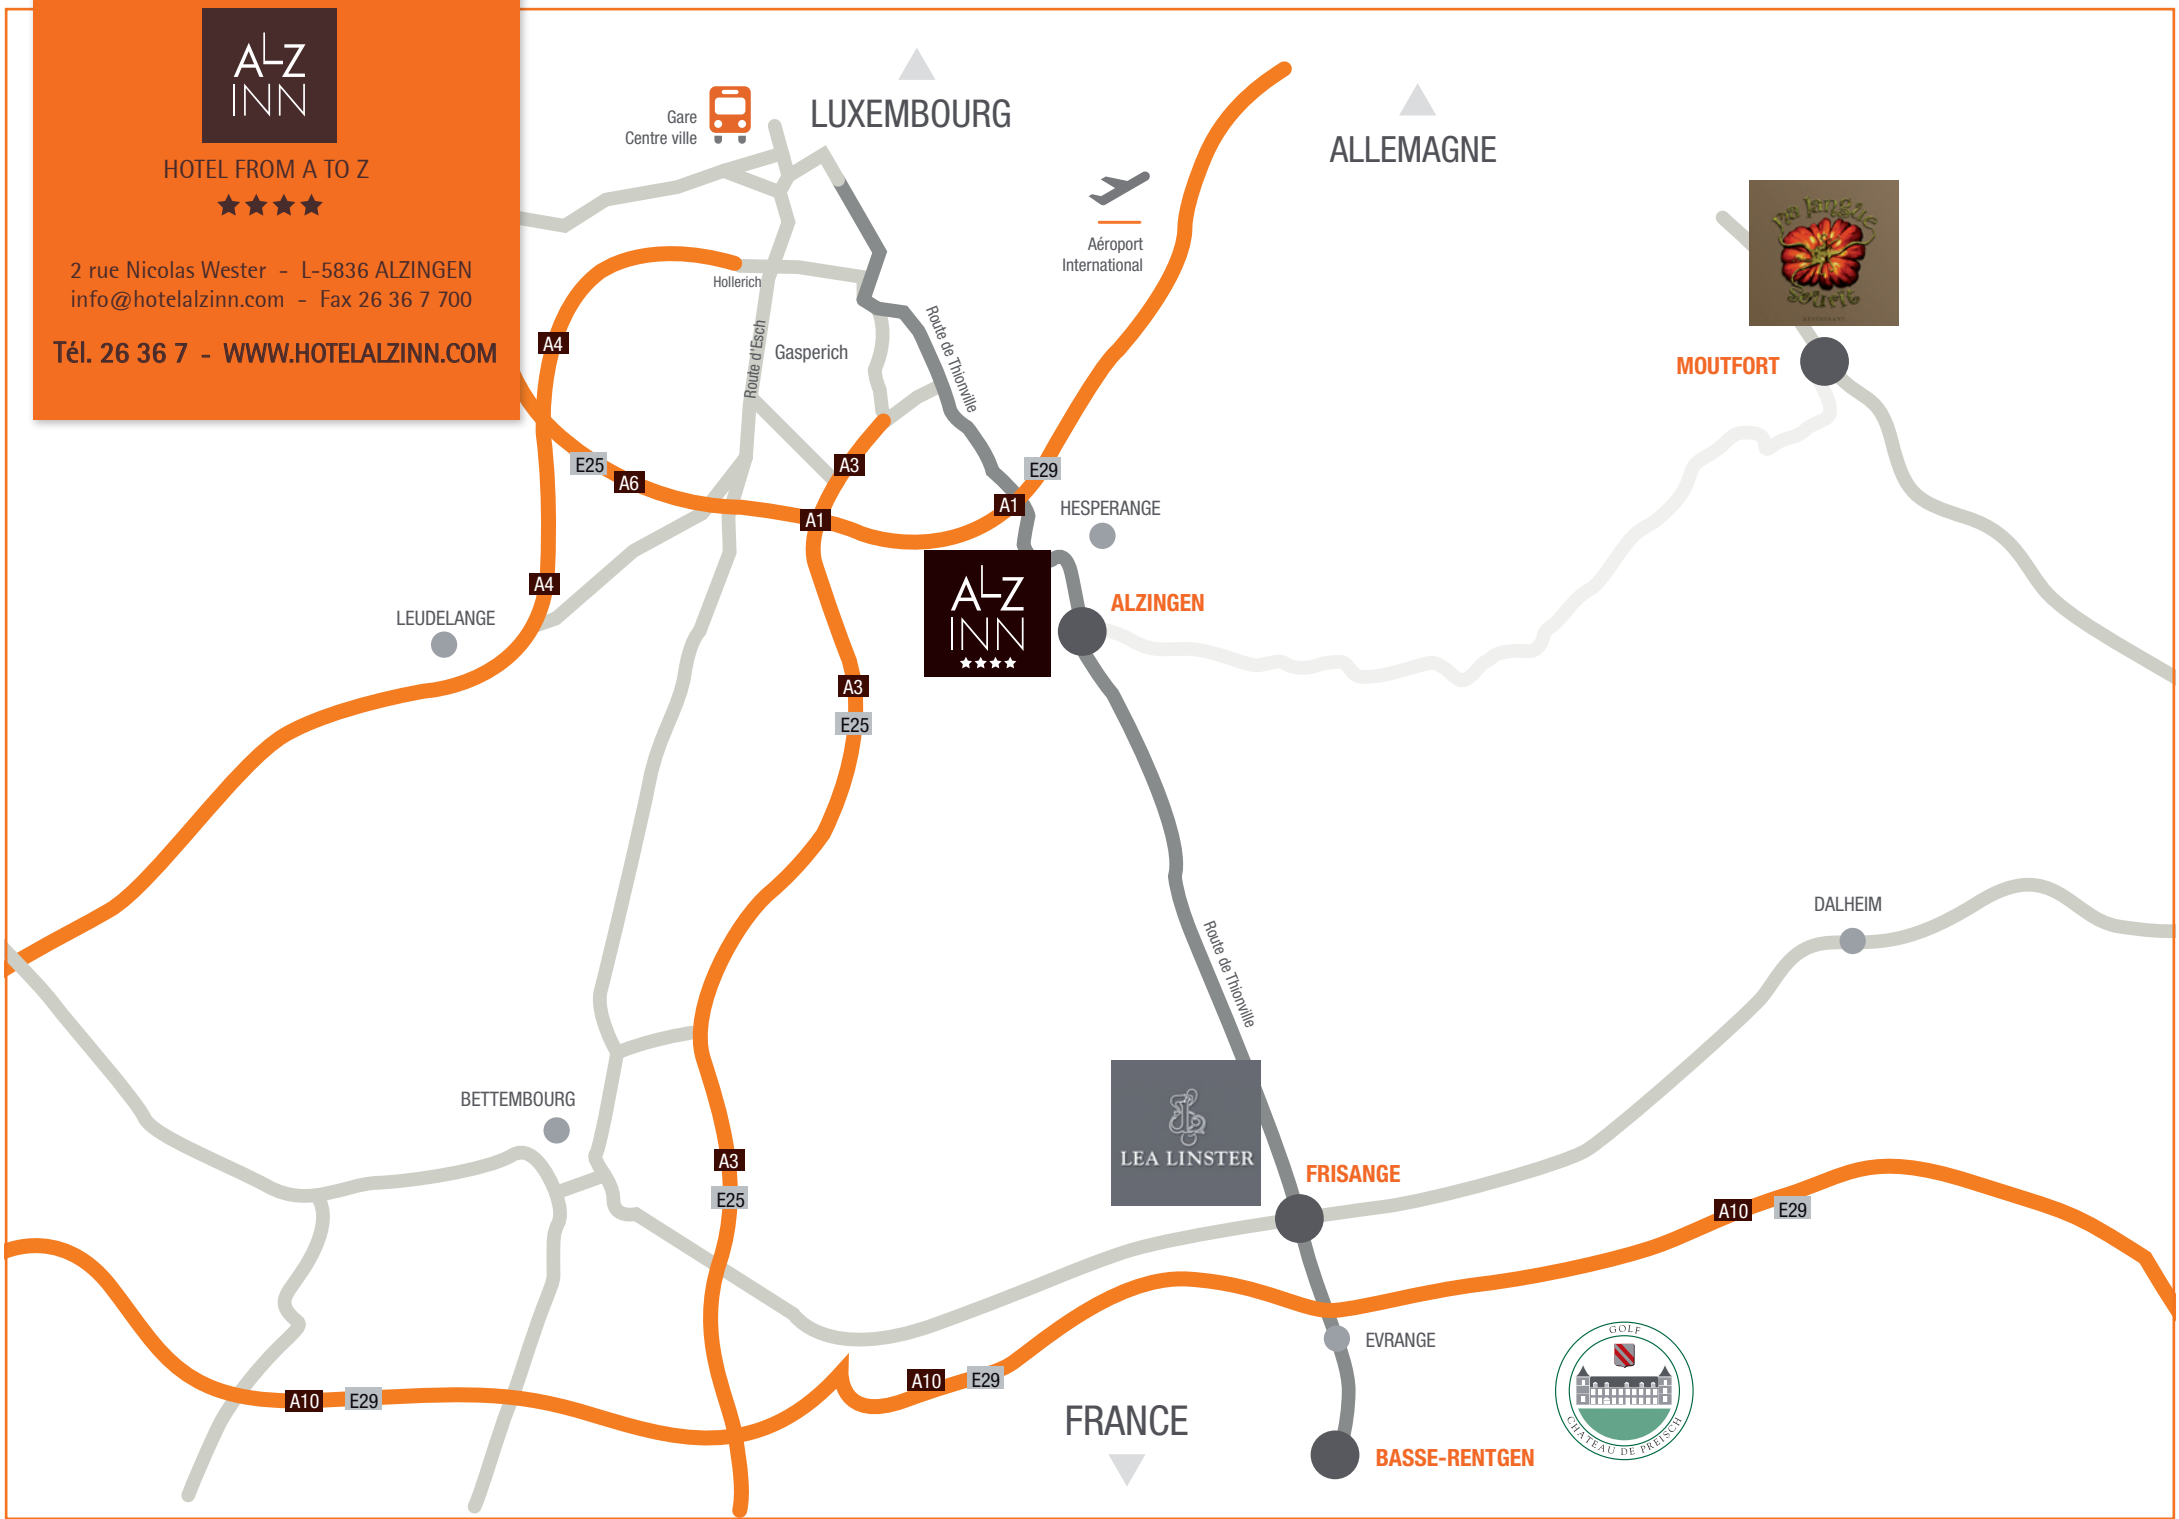 ALZ
INN
HOTEL FROM A TO Z
2 rue Nicolas Wester - L-5836 ALZINGEN
info@hotelalzinn.com - Fax 26 36 7 700
Tél. 26 36 7 - WWW.HOTELALZINN.COM
Gare
Centre ville
LUXEMBOURG
ALLEMAGNE
Aéroport
International
Hollerich
Route d'Esch
Gasperich
Route de Thionville
A4
E25
A6
A3
A1
A1
E29
HESPERANGE
MOUTFORT
A4
LEUDELANGE
ALZ
INN
ALZINGEN
A3
E25
DALHEIM
Route de Thionville
BETTEMBOURG
LEA LINSTER
FRISANGE
A3
E25
A10
E29
EVRANGE
GOLF
CHATEAU DE PREISCH
A10
E29
A10
E29
FRANCE
BASSE-RENTGEN